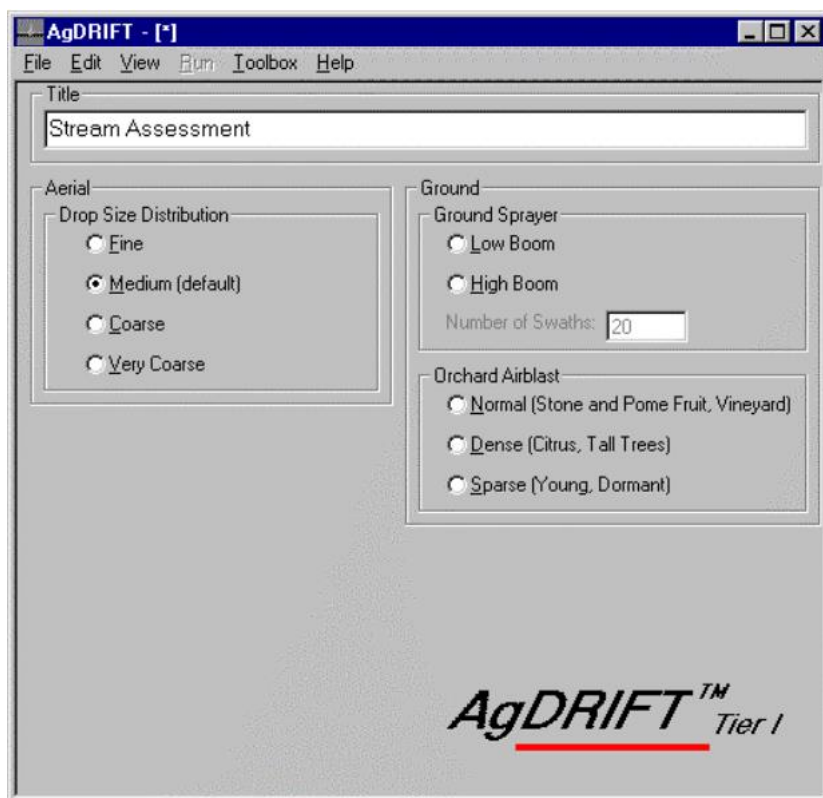 AgDRIFT - [*]
File Edit View Run Toolbox Help
Title
Stream Assessment
Aerial
Drop Size Distribution
Fine
Medium (default)
Coarse
Very Coarse
Ground
Ground Sprayer
Low Boom
High Boom
Number of Swaths: 20
Orchard Airblast
Normal (Stone and Pome Fruit, Vineyard)
Dense (Citrus, Tall Trees)
Sparse (Young, Dormant)
AgDRIFT™
Tier I